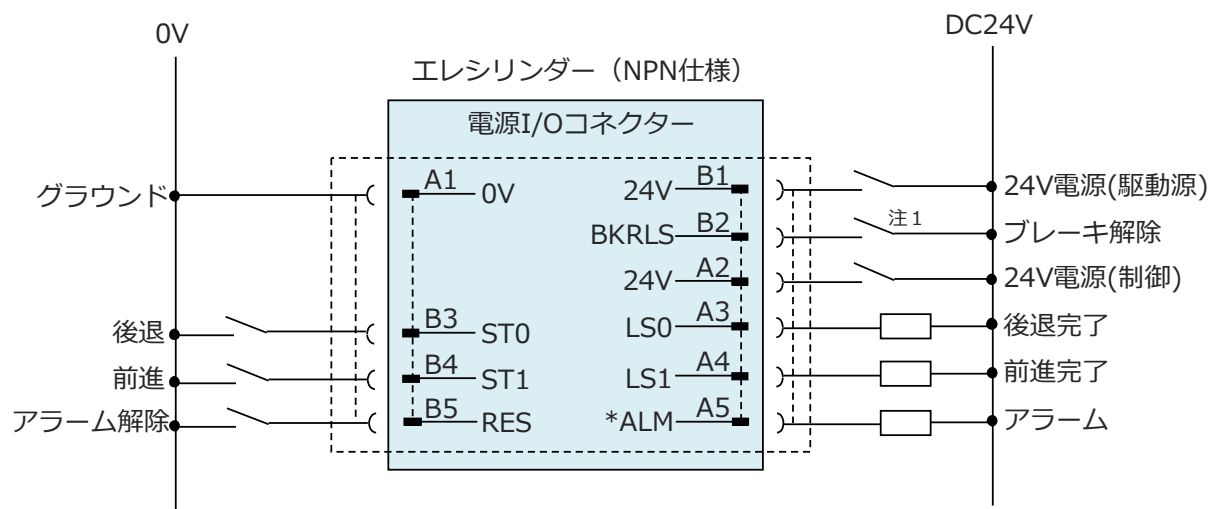 0V
DC24V
エレシリンダー（NPN仕様）
電源I/Oコネクター
グラウンド
A1
0V
24V
B1
24V電源(駆動源)
BKRLS
B2
注１
ブレーキ解除
24V
A2
24V電源(制御)
後退
B3
ST0
LS0
A3
後退完了
前進
B4
ST1
LS1
A4
前進完了
アラーム解除
B5
RES
*ALM
A5
アラーム